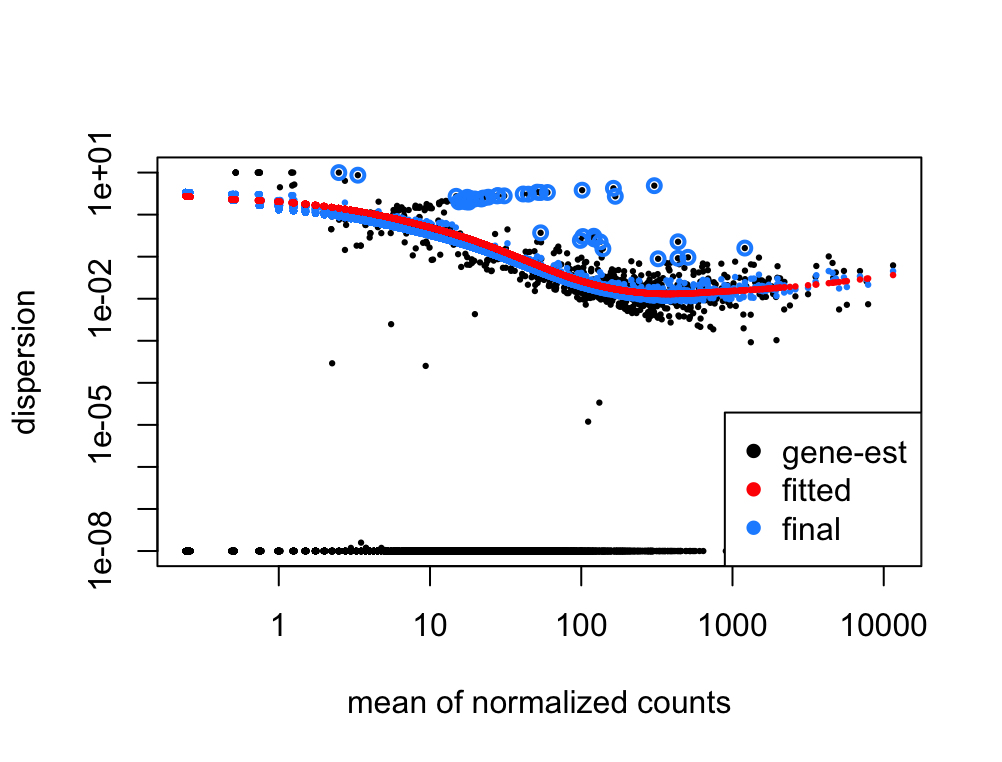 1e+01
1e-02
1e-05
1e-08
dispersion
1 10 100 1000 10000
mean of normalized counts
gene-est
fitted
final